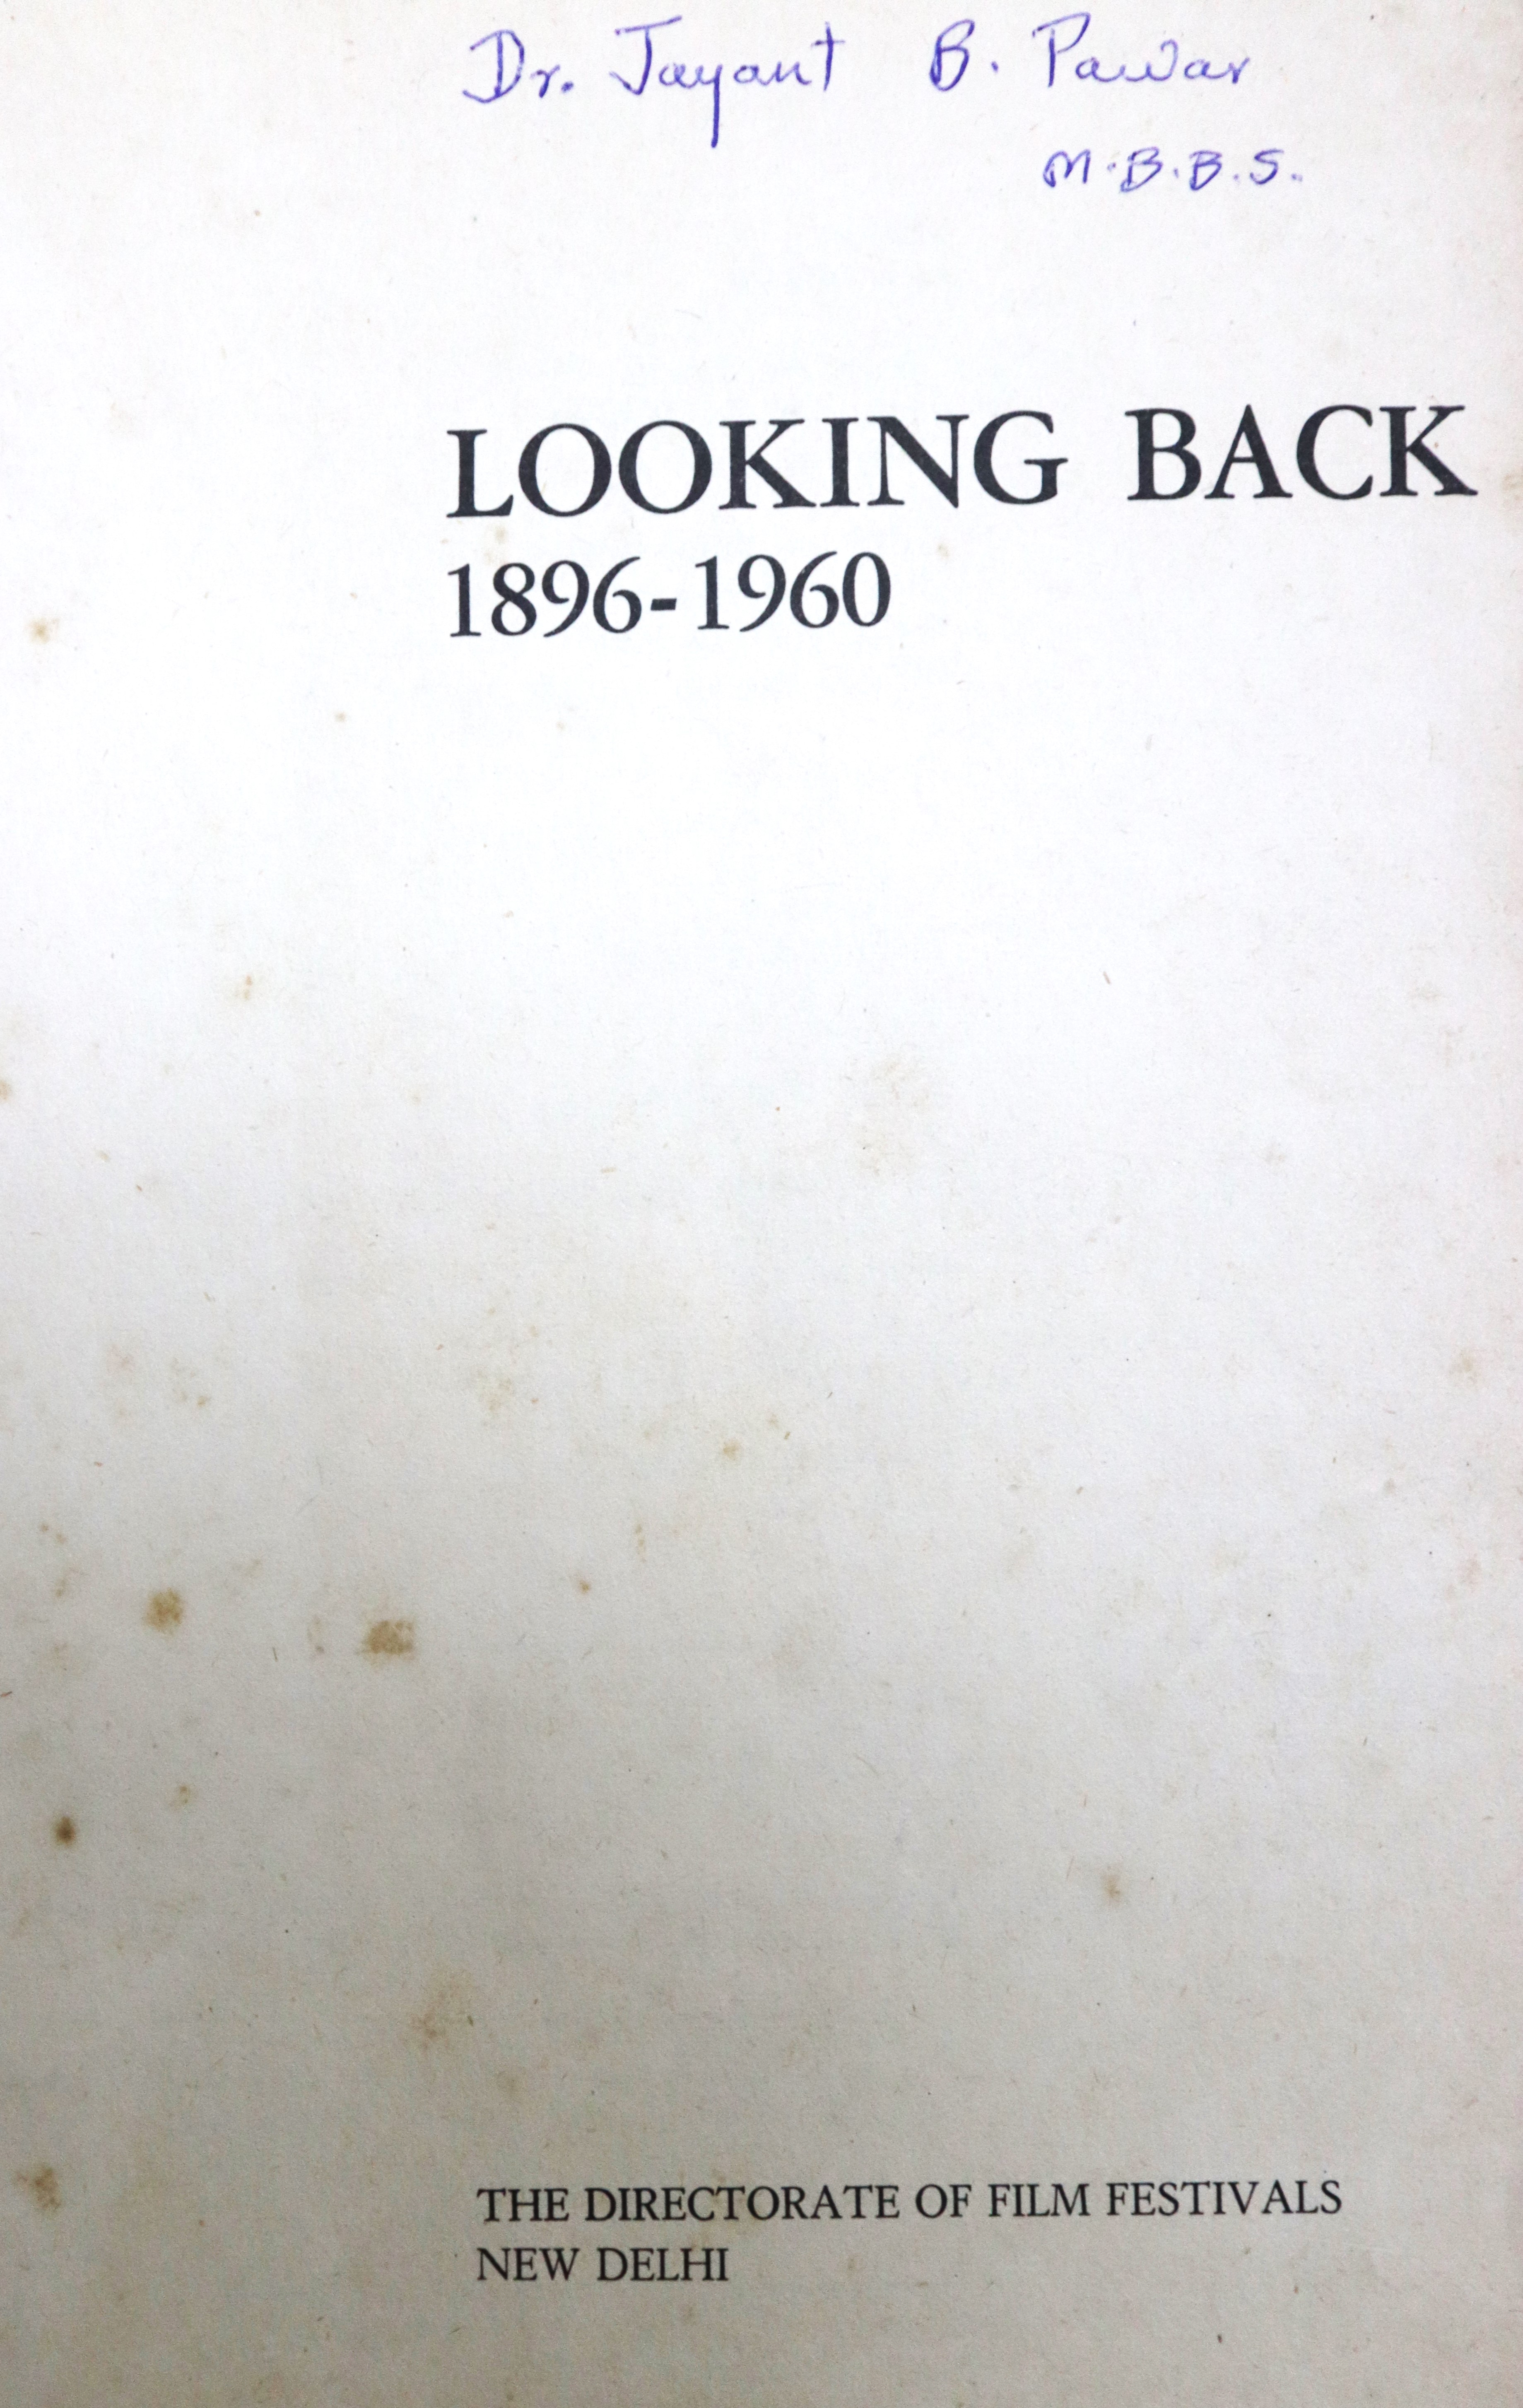 Dr. Jayant B. Pawar
M.B.B.S.
LOOKING BACK
1896-1960
THE DIRECTORATE OF FILM FESTIVALS
NEW DELHI